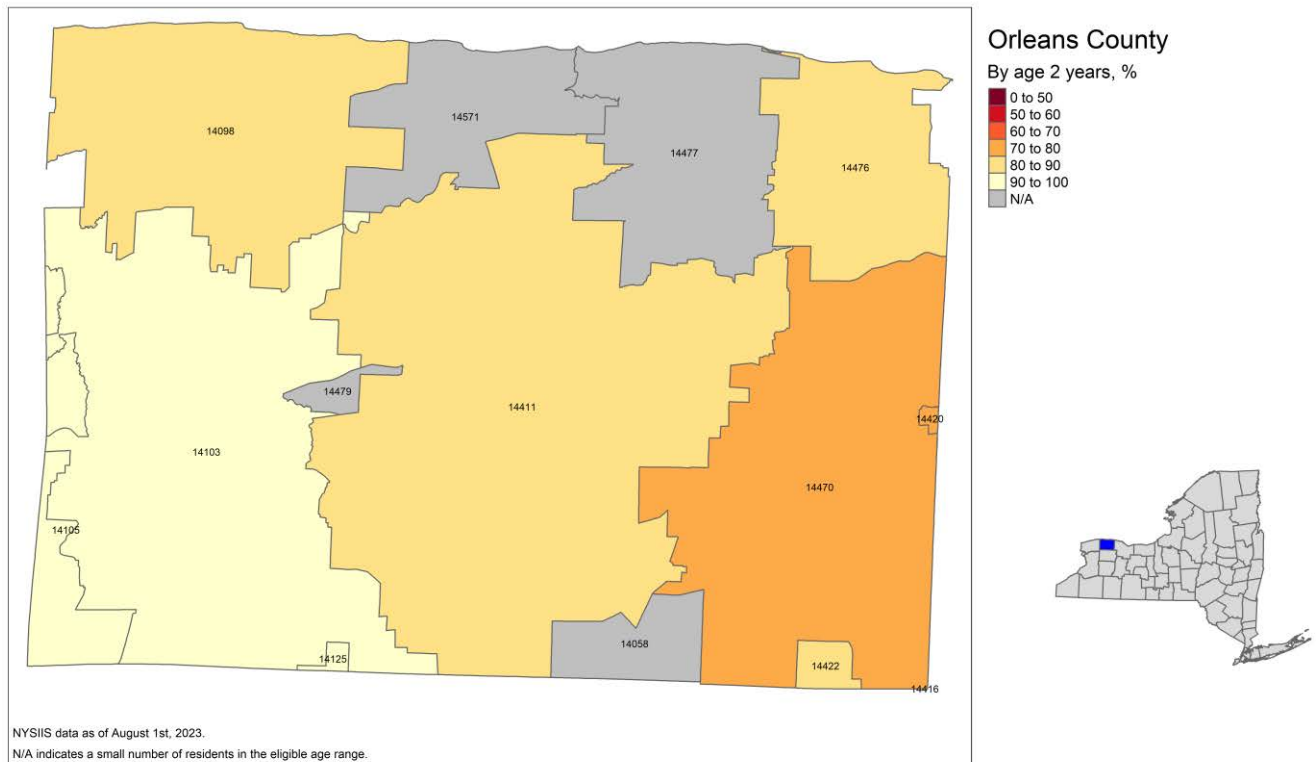 Orleans County
By age 2 years, %
0 to 50
50 to 60
60 to 70
70 to 80
80 to 90
90 to 100
N/A
14571
14098
14477
14476
14479
14411
14420
14103
14470
14105
14058
14125
14422
14416
NYSIIS data as of August 1st, 2023.
N/A indicates a small number of residents in the eligible age range.